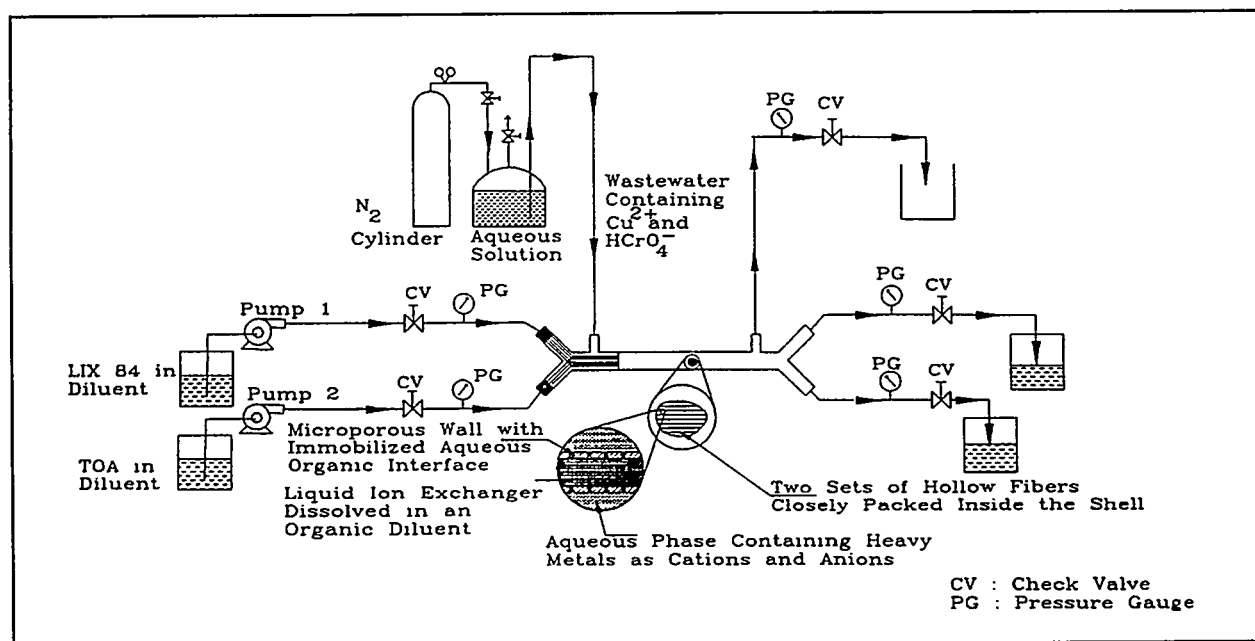 PG
CV
N2
Cylinder
Aqueous
Solution
Wastewater
Containing
Cu2+ and
HCrO4-
PG
CV
CV
PG
Pump 1
LIX 84 in
Diluent
CV
PG
Pump 2
TOA in
Diluent
PG
CV
Microporous Wall with
Immobilized Aqueous
Organic Interface
Liquid Ion Exchanger
Dissolved in an
Organic Diluent
Two Sets of Hollow Fibers
Closely Packed Inside the Shell
Aqueous Phase Containing Heavy
Metals as Cations and Anions
CV : Check Valve
PG : Pressure Gauge